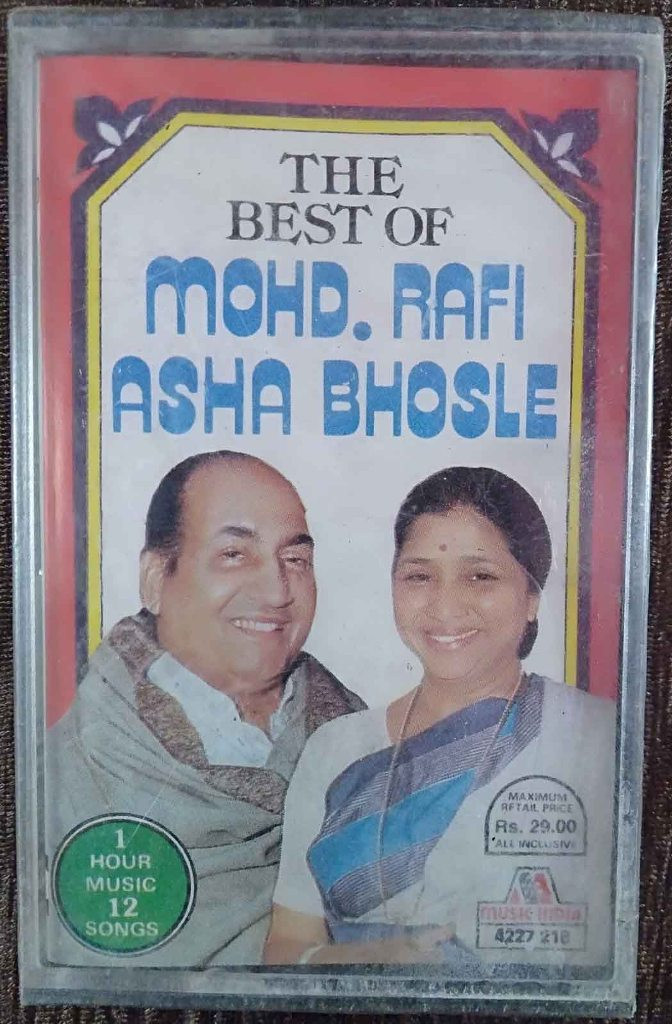 THE
BEST OF
MOHD. RAFI
ASHA BHOSLE
1
HOUR
MUSIC
12
SONGS
MAXIMUM
RETAIL PRICE
Rs. 29.00
ALL INCLUSIVE
MUSIC INDIA
4227 218